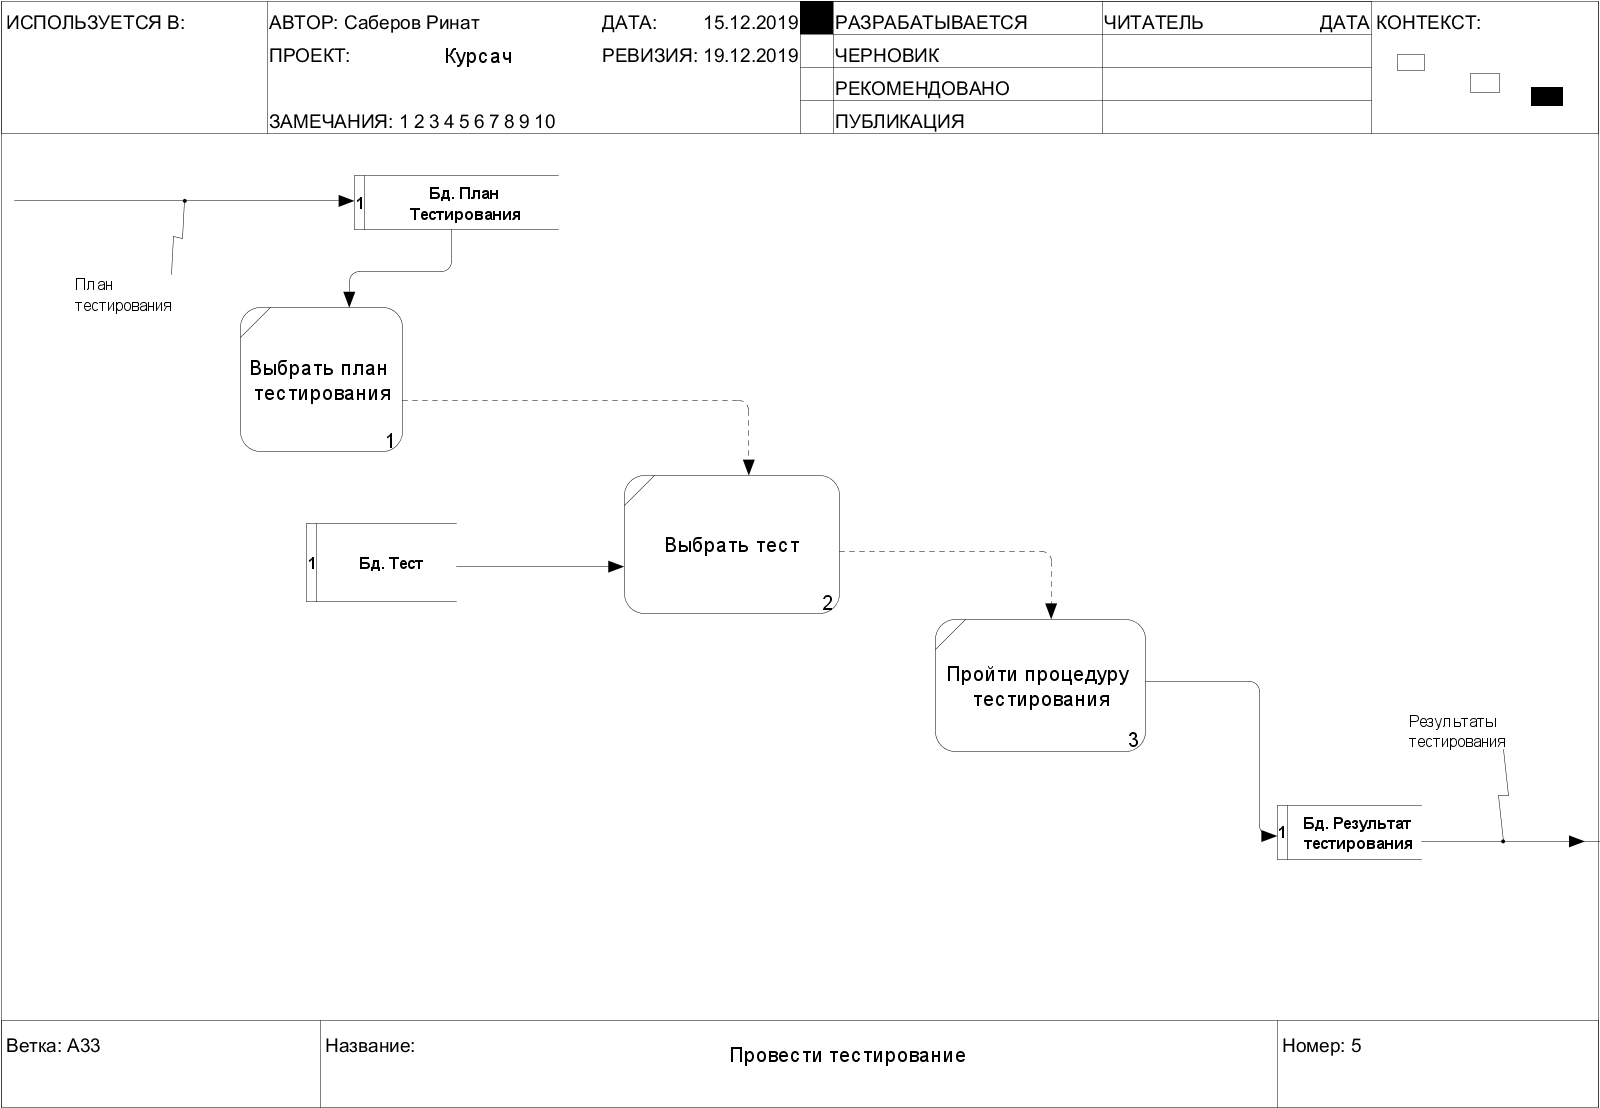 ИСПОЛЬЗУЕТСЯ В:
АВТОР: Саберов Ринат
ДАТА: 15.12.2019
РАЗРАБАТЫВАЕТСЯ
ЧИТАТЕЛЬ
ДАТА
КОНТЕКСТ:
ПРОЕКТ: Курсач
РЕВИЗИЯ: 19.12.2019
ЧЕРНОВИК
РЕКОМЕНДОВАНО
ЗАМЕЧАНИЯ: 1 2 3 4 5 6 7 8 9 10
ПУБЛИКАЦИЯ
1
Бд. План
Тестирования
План
тестирования
Выбрать план
тестирования
1
1
Бд. Тест
Выбрать тест
2
Пройти процедуру
тестирования
3
Результаты
тестирования
1
Бд. Результат
тестирования
Ветка: A33
Название:
Провести тестирование
Номер: 5